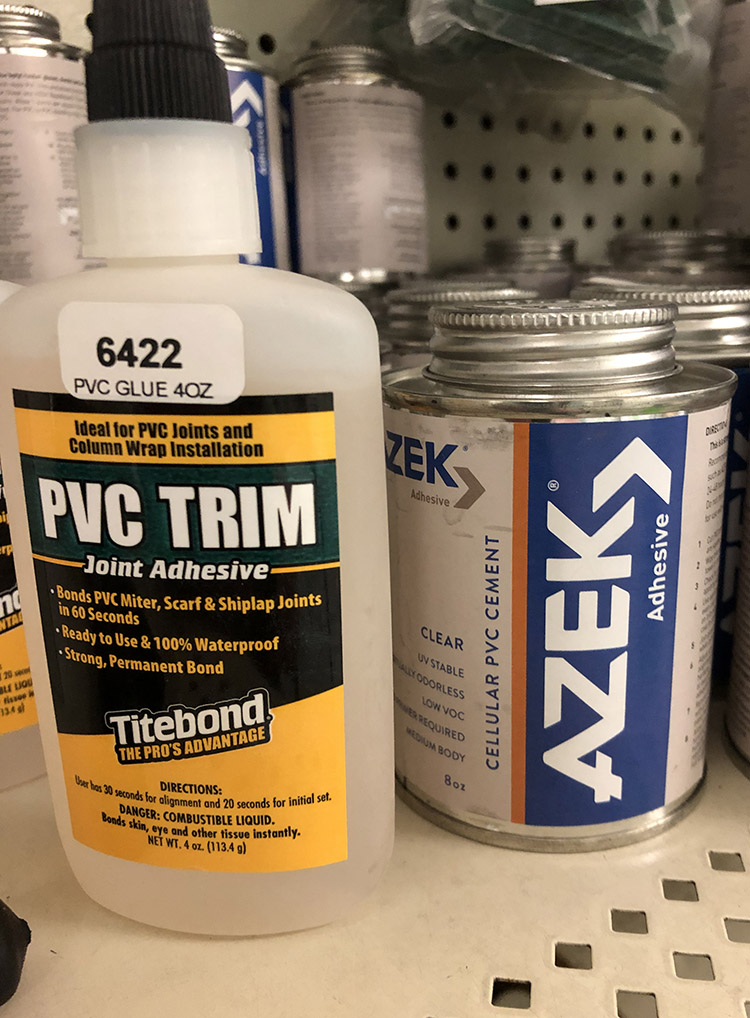 6422
PVC GLUE 4OZ
Ideal for PVC Joints and
Column Wrap Installation
PVC TRIM
Joint Adhesive
· Bonds PVC Miter, Scarf & Shiplap Joints
in 60 Seconds
· Ready to Use & 100% Waterproof
· Strong, Permanent Bond
Titebond
THE PRO'S ADVANTAGE
DIRECTIONS:
User has 30 seconds for alignment and 20 seconds for initial set.
DANGER: COMBUSTIBLE LIQUID.
Bonds skin, eye and other tissue instantly.
NET WT. 4 oz. (113.4 g)
ZEK
Adhesive
CLEAR
UV STABLE
ODORLESS
LOW VOC
REQUIRED
MEDIUM BODY
8oz
CELLULAR PVC CEMENT
AZEK®
Adhesive